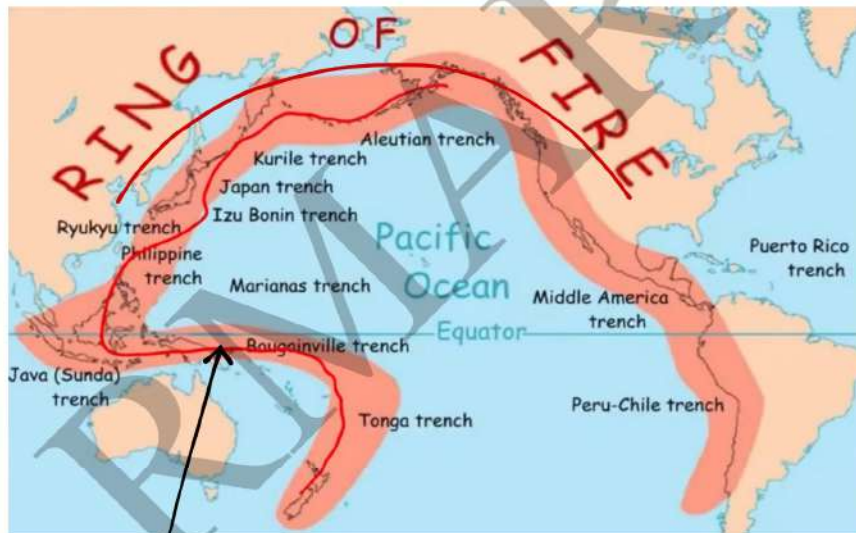 RING OF FIRE
Aleutian trench
Kurile trench
Japan trench
Izu Bonin trench
Ryukyu trench
Philippine
trench
Marianas trench
Pacific
Ocean
Equator
Puerto Rico
trench
Middle America
trench
Bougainville trench
Java (Sunda)
trench
Tonga trench
Peru-Chile trench